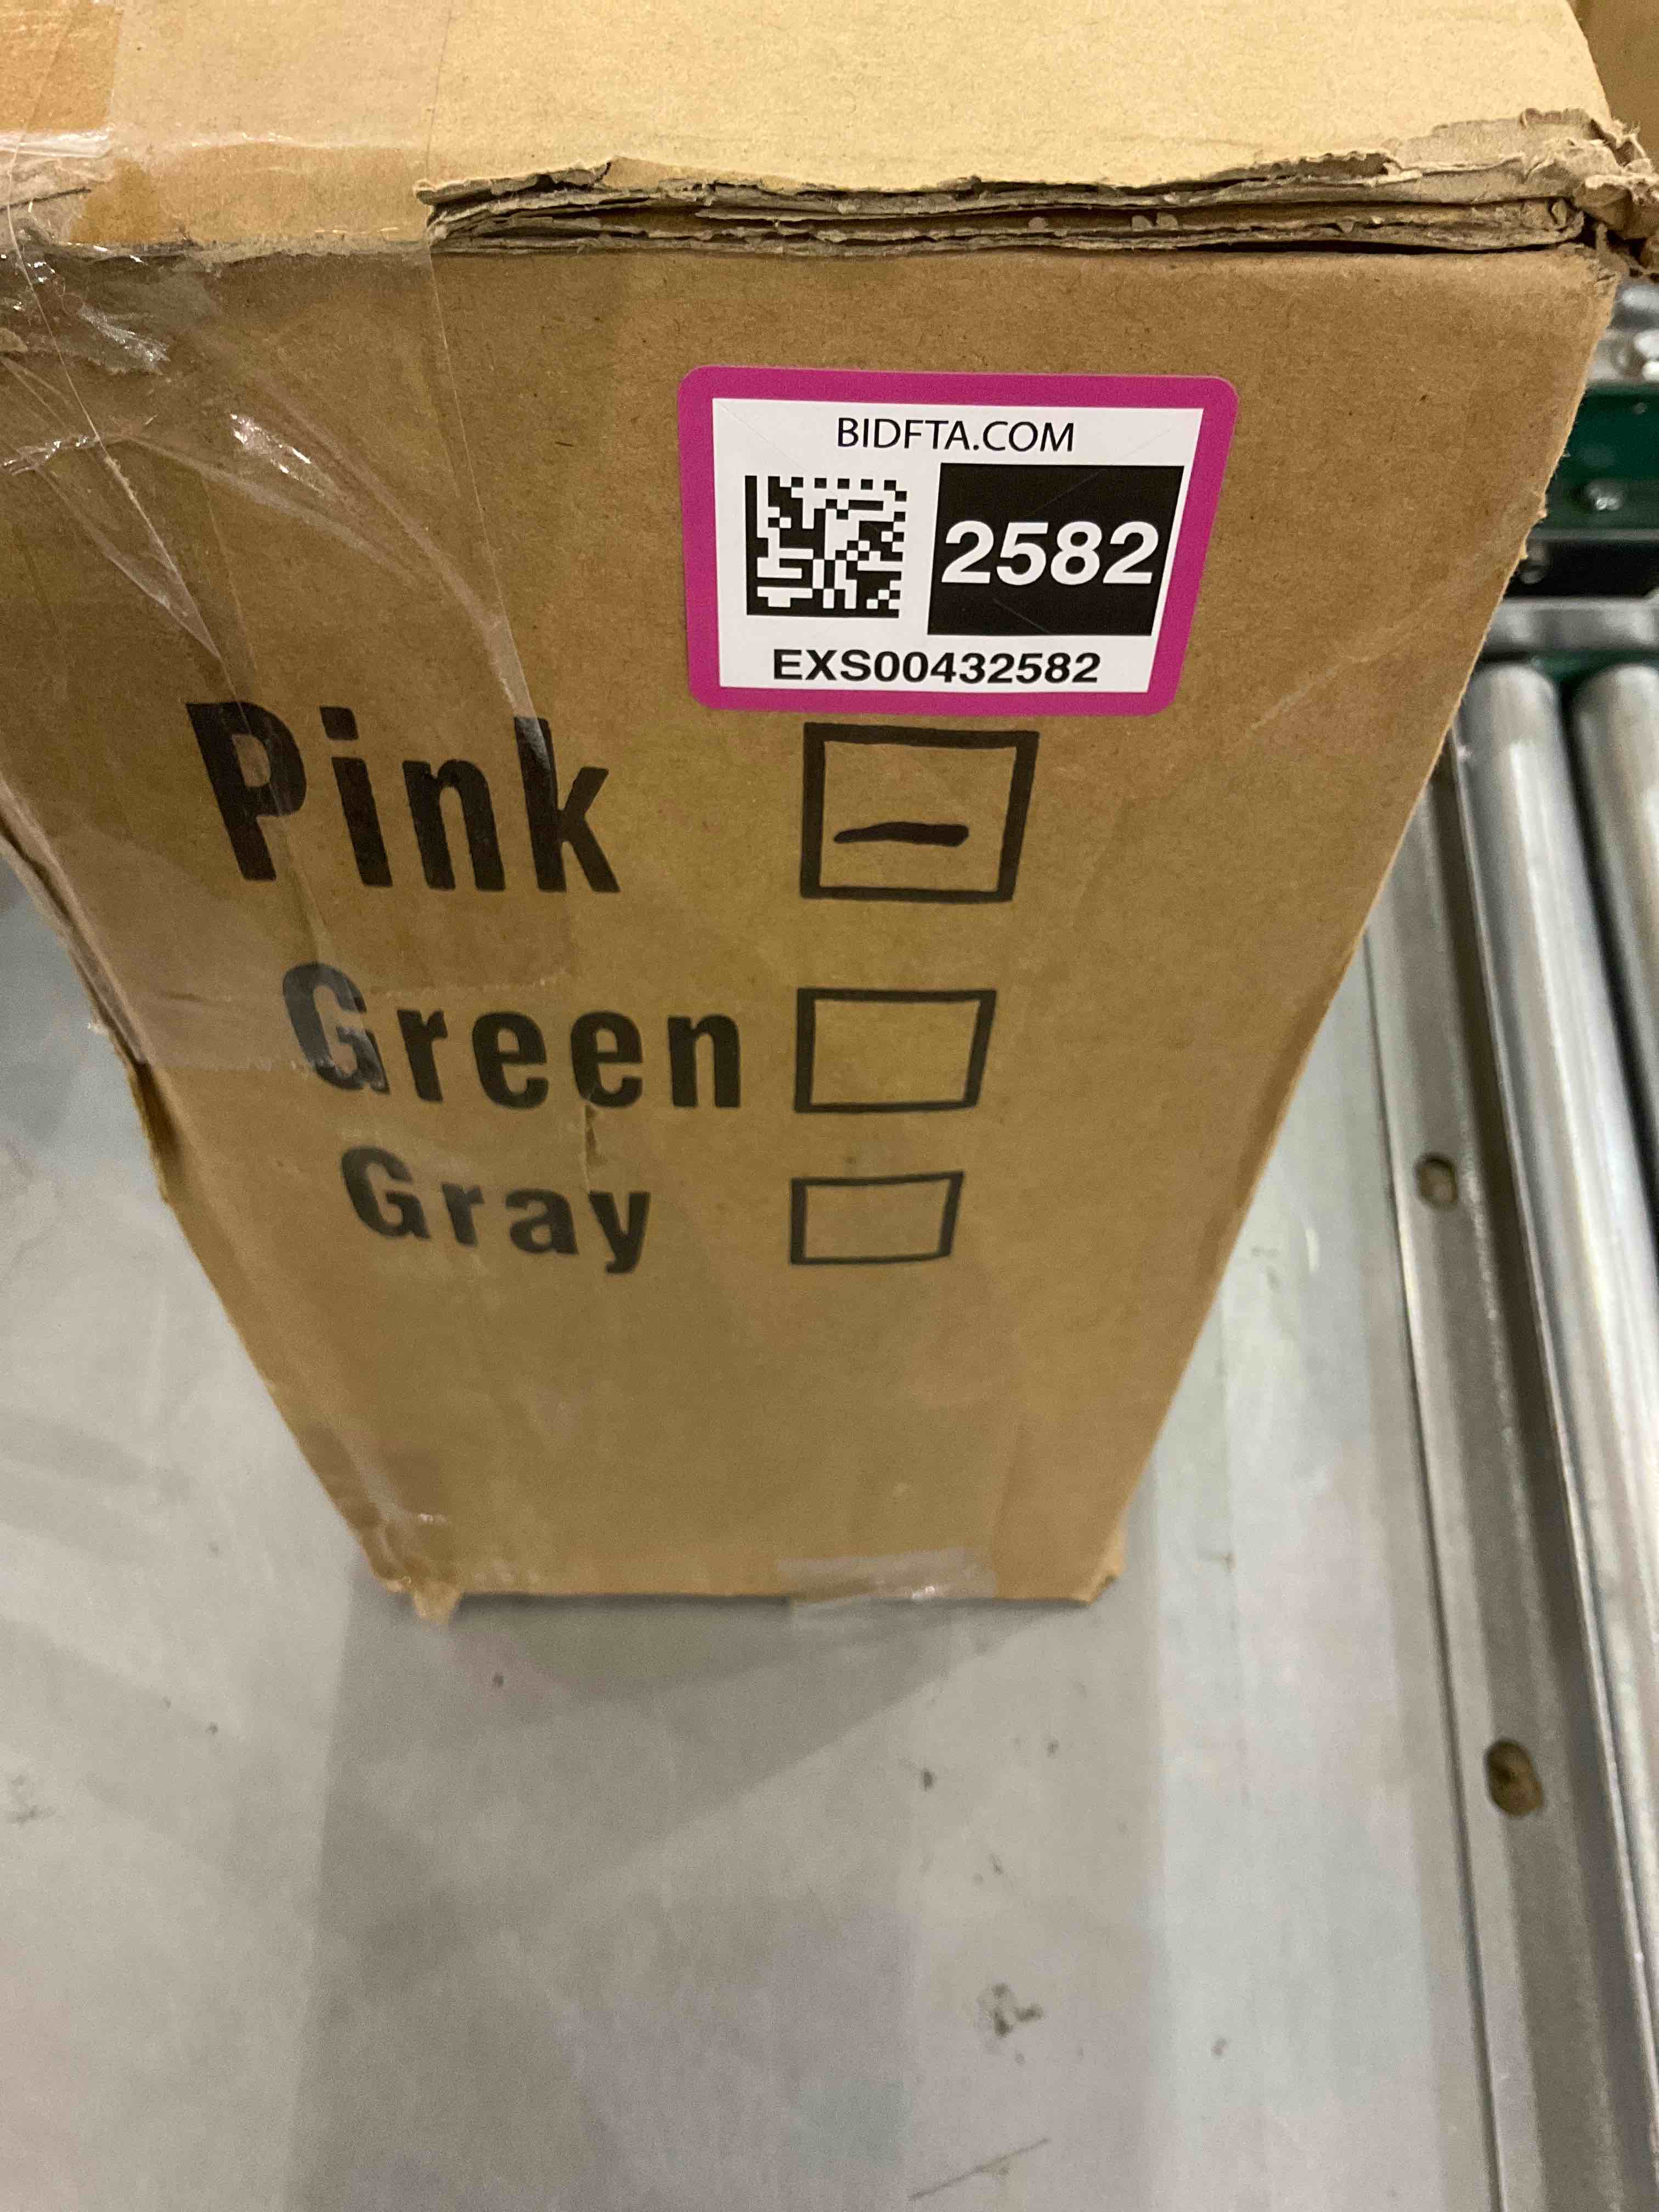 BIDFTA.COM
2582
EXS00432582
Pink
Green
Gray